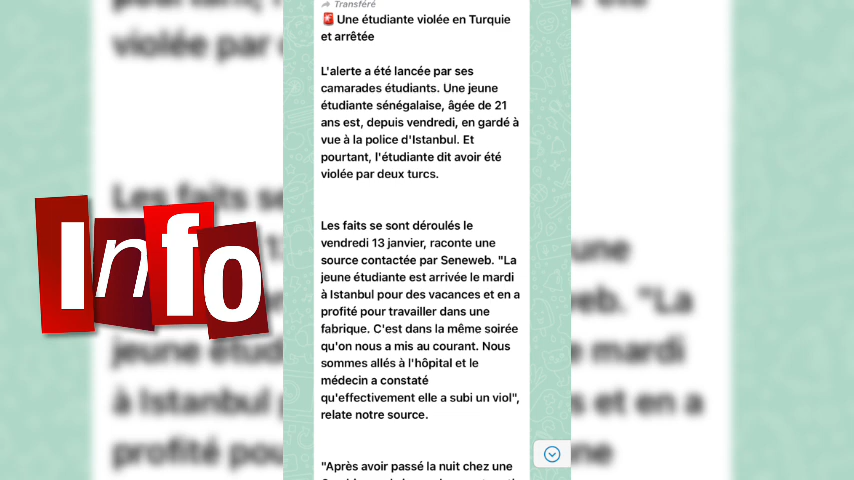 Transféré
🚨 Une étudiante violée en Turquie
et arrêtée
L'alerte a été lancée par ses
camarades étudiants. Une jeune
étudiante sénégalaise, âgée de 21
ans est, depuis vendredi, en gardé à
vue à la police d'Istanbul. Et
pourtant, l'étudiante dit avoir été
violée par deux turcs.
Les faits se sont déroulés le
vendredi 13 janvier, raconte une
source contactée par Seneweb. "La
jeune étudiante est arrivée le mardi
à Istanbul pour des vacances et en a
profité pour travailler dans une
fabrique. C'est dans la même soirée
qu'on nous a mis au courant. Nous
sommes allés à l'hôpital et le
médecin a constaté
qu'effectivement elle a subi un viol",
relate notre source.
"Après avoir passé la nuit chez une
Info